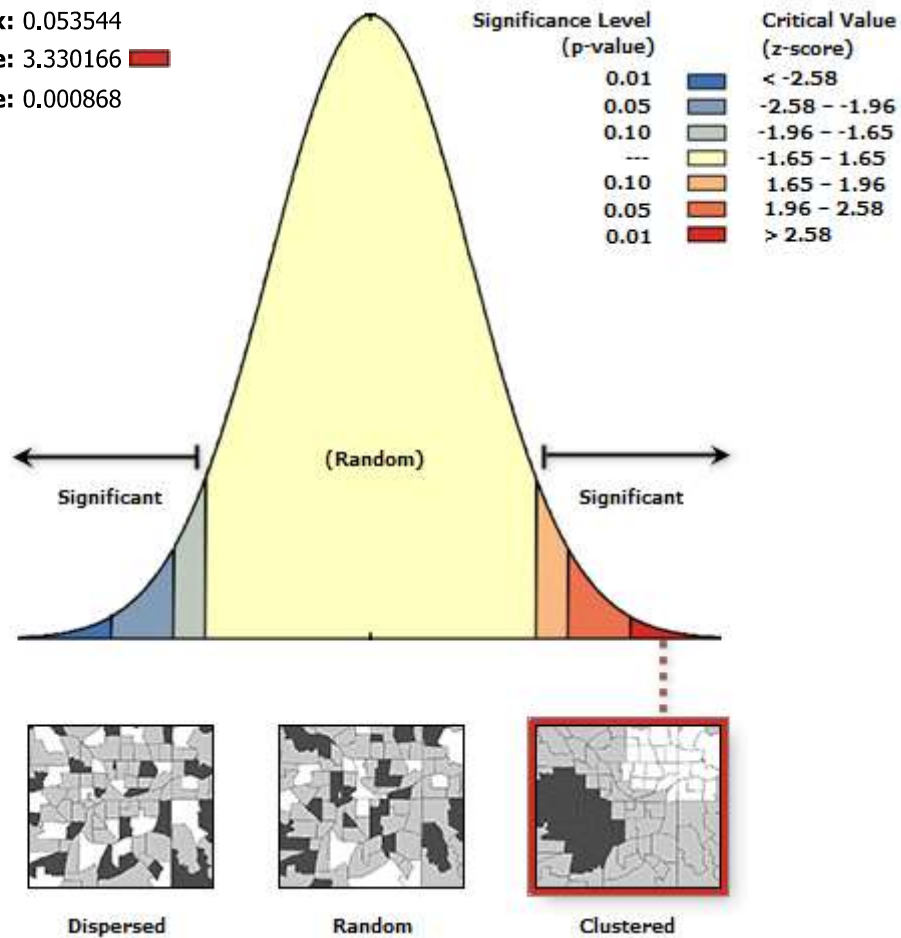 x: 0.053544
e: 3.330166
e: 0.000868
Significance Level
(p-value)
Critical Value
(z-score)
0.01 < -2.58
0.05 -2.58 – -1.96
0.10 -1.96 – -1.65
--- -1.65 – 1.65
0.10 1.65 – 1.96
0.05 1.96 – 2.58
0.01 > 2.58
(Random)
Significant
Significant
Dispersed
Random
Clustered